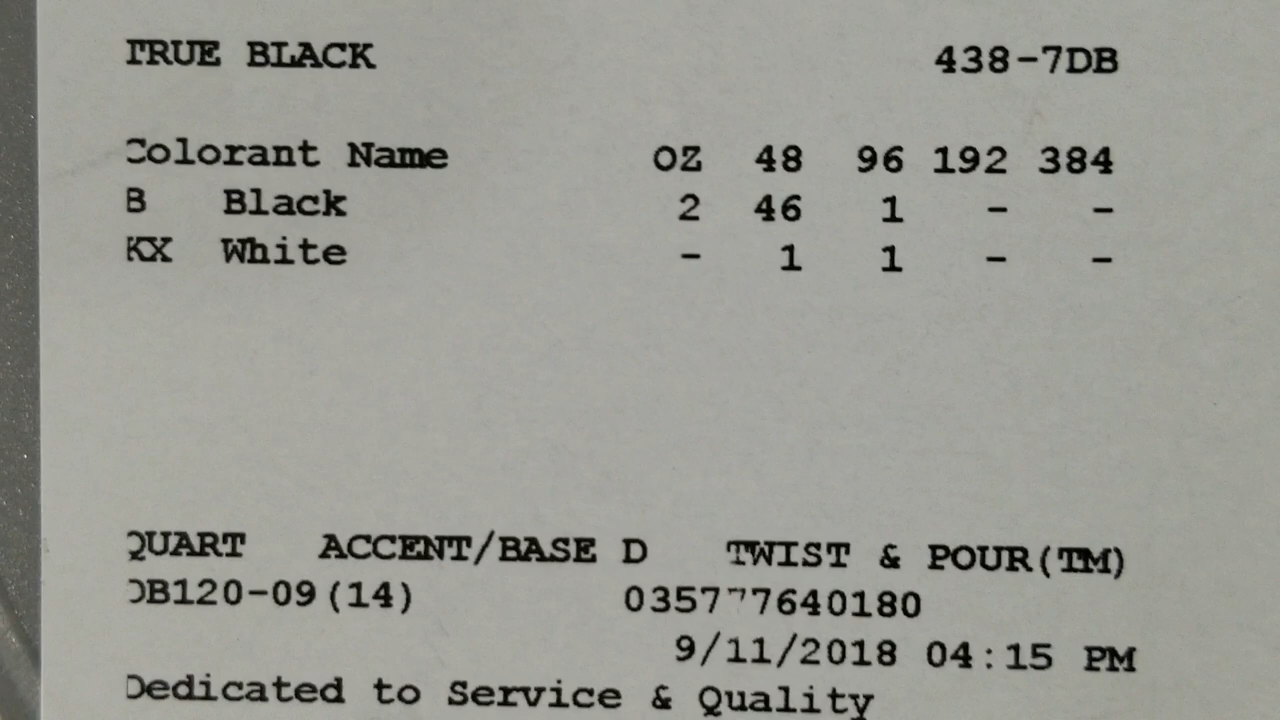 TRUE BLACK 438-7DB
Colorant Name OZ 48 96 192 384
B Black 2 46 1 - -
KX White - 1 1 - -
QUART ACCENT/BASE D TWIST & POUR(TM)
DB120-09(14) 035777640180
9/11/2018 04:15 PM
Dedicated to Service & Quality